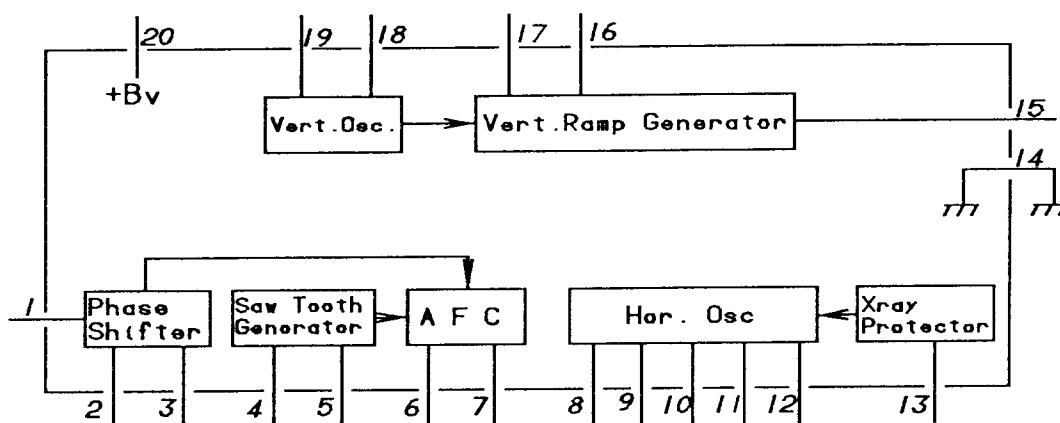 20 19 18 17 16
+Bv
Vert.Osc. Vert.Ramp Generator 15
14
1 Phase Shifter
Saw Tooth Generator
A F C
Hor. Osc
Xray Protector
2 3 4 5 6 7 8 9 10 11 12 13